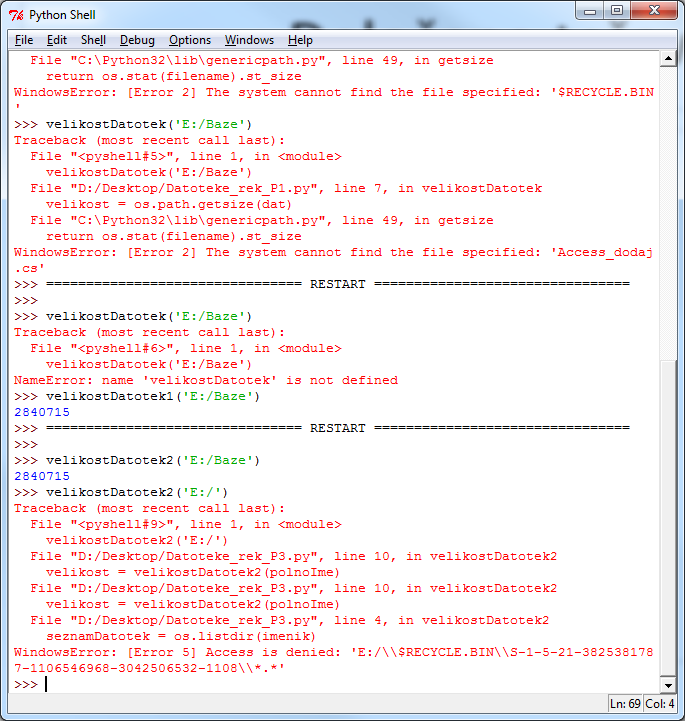 Python Shell
File Edit Shell Debug Options Windows Help
File "C:\Python32\lib\genericpath.py", line 49, in getsize
return os.stat(filename).st_size
WindowsError: [Error 2] The system cannot find the file specified: '$RECYCLE.BIN
'
>>> velikostDatotek('E:/Baze')
Traceback (most recent call last):
File "<pyshell#5>", line 1, in <module>
velikostDatotek('E:/Baze')
File "D:/Desktop/Datoteke_rek_P1.py", line 7, in velikostDatotek
velikost = os.path.getsize(dat)
File "C:\Python32\lib\genericpath.py", line 49, in getsize
return os.stat(filename).st_size
WindowsError: [Error 2] The system cannot find the file specified: 'Access_dodaj
.cs'
>>> ================================ RESTART ================================
>>>
>>> velikostDatotek('E:/Baze')
Traceback (most recent call last):
File "<pyshell#6>", line 1, in <module>
velikostDatotek('E:/Baze')
NameError: name 'velikostDatotek' is not defined
>>> velikostDatotek1('E:/Baze')
2840715
>>> ================================ RESTART ================================
>>>
>>> velikostDatotek2('E:/Baze')
2840715
>>> velikostDatotek2('E:/')
Traceback (most recent call last):
File "<pyshell#9>", line 1, in <module>
velikostDatotek2('E:/')
File "D:/Desktop/Datoteke_rek_P3.py", line 10, in velikostDatotek2
velikost = velikostDatotek2(polnoIme)
File "D:/Desktop/Datoteke_rek_P3.py", line 10, in velikostDatotek2
velikost = velikostDatotek2(polnoIme)
File "D:/Desktop/Datoteke_rek_P3.py", line 4, in velikostDatotek2
seznamDatotek = os.listdir(imenik)
WindowsError: [Error 5] Access is denied: 'E:/\\$RECYCLE.BIN\\S-1-5-21-382538178
7-1106546968-3042506532-1108\\*.*'
>>>
Ln: 69 Col: 4